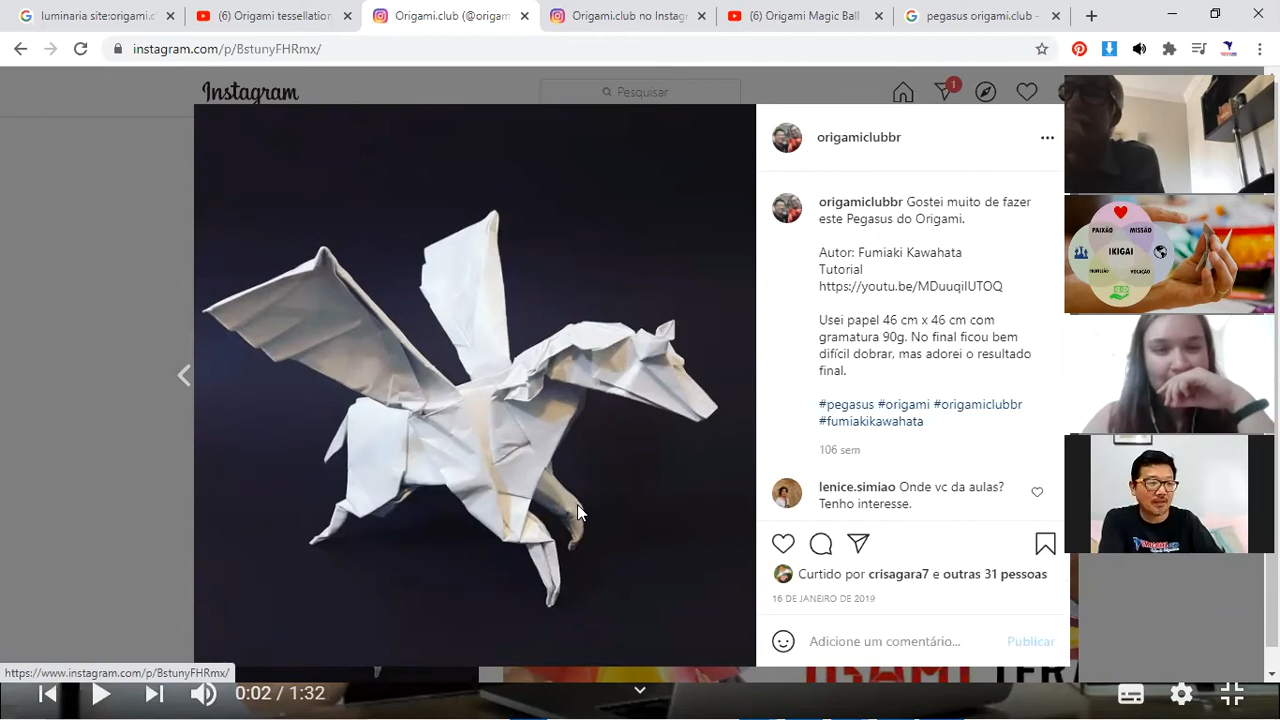 luminaria site:origami.c
(6) Origami tessellation
Origami.club (@origam
Origami.club no Instag
(6) Origami Magic Ball
pegasus origami.club -
instagram.com/p/BstunyFHRmx/
Instagram
Pesquisar
1
origamiclubbr
origamiclubbr Gostei muito de fazer
este Pegasus do Origami.
Autor: Fumiaki Kawahata
Tutorial
https://youtu.be/MDuuqilUTOQ
Usei papel 46 cm x 46 cm com
gramatura 90g. No final ficou bem
difícil dobrar, mas adorei o resultado
final.
#pegasus #origami #origamiclubbr
#fumiakikawahata
106 sem
lenice.simiao Onde vc da aulas?
Tenho interesse.
Curtido por crisagara7 e outras 31 pessoas
16 DE JANEIRO DE 2019
Adicione um comentário...
Publicar
PAIXÃO
MISSÃO
IKIGAI
PROFISSÃO
VOCAÇÃO
https://www.instagram.com/p/BstunyFHRmx/
0:02 / 1:32